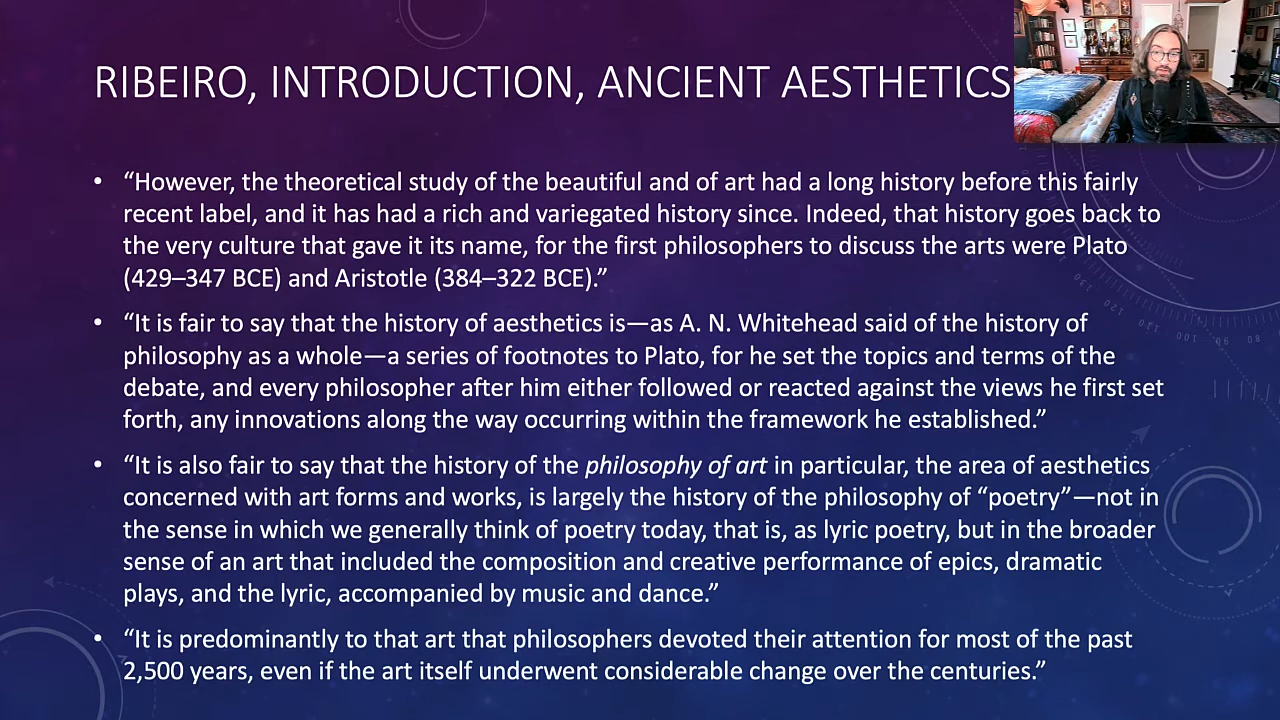 RIBEIRO, INTRODUCTION, ANCIENT AESTHETICS
• “However, the theoretical study of the beautiful and of art had a long history before this fairly
recent label, and it has had a rich and variegated history since. Indeed, that history goes back to
the very culture that gave it its name, for the first philosophers to discuss the arts were Plato
(429–347 BCE) and Aristotle (384–322 BCE).”
• “It is fair to say that the history of aesthetics is—as A. N. Whitehead said of the history of
philosophy as a whole—a series of footnotes to Plato, for he set the topics and terms of the
debate, and every philosopher after him either followed or reacted against the views he first set
forth, any innovations along the way occurring within the framework he established.”
• “It is also fair to say that the history of the philosophy of art in particular, the area of aesthetics
concerned with art forms and works, is largely the history of the philosophy of “poetry”—not in
the sense in which we generally think of poetry today, that is, as lyric poetry, but in the broader
sense of an art that included the composition and creative performance of epics, dramatic
plays, and the lyric, accompanied by music and dance.”
• “It is predominantly to that art that philosophers devoted their attention for most of the past
2,500 years, even if the art itself underwent considerable change over the centuries.”